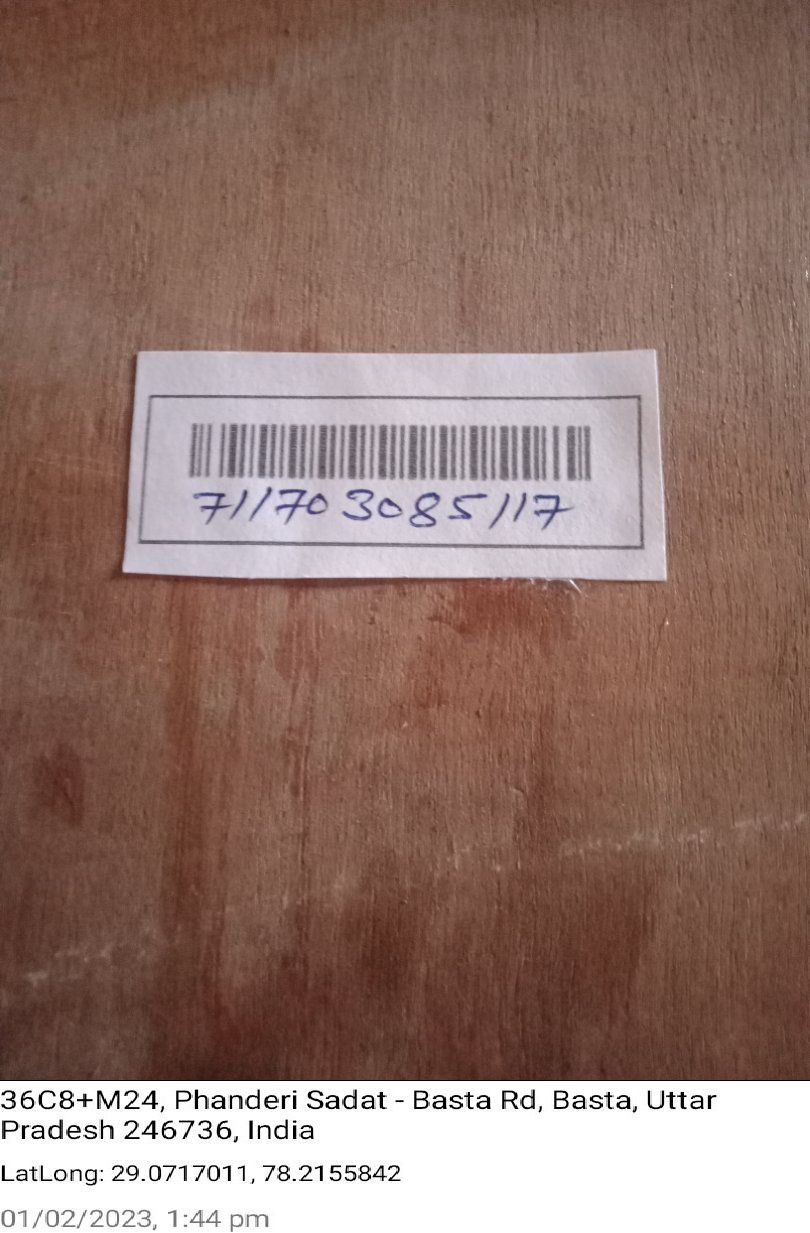 711703085117
36C8+M24, Phanderi Sadat - Basta Rd, Basta, Uttar
Pradesh 246736, India
LatLong: 29.0717011, 78.2155842
01/02/2023, 1:44 pm